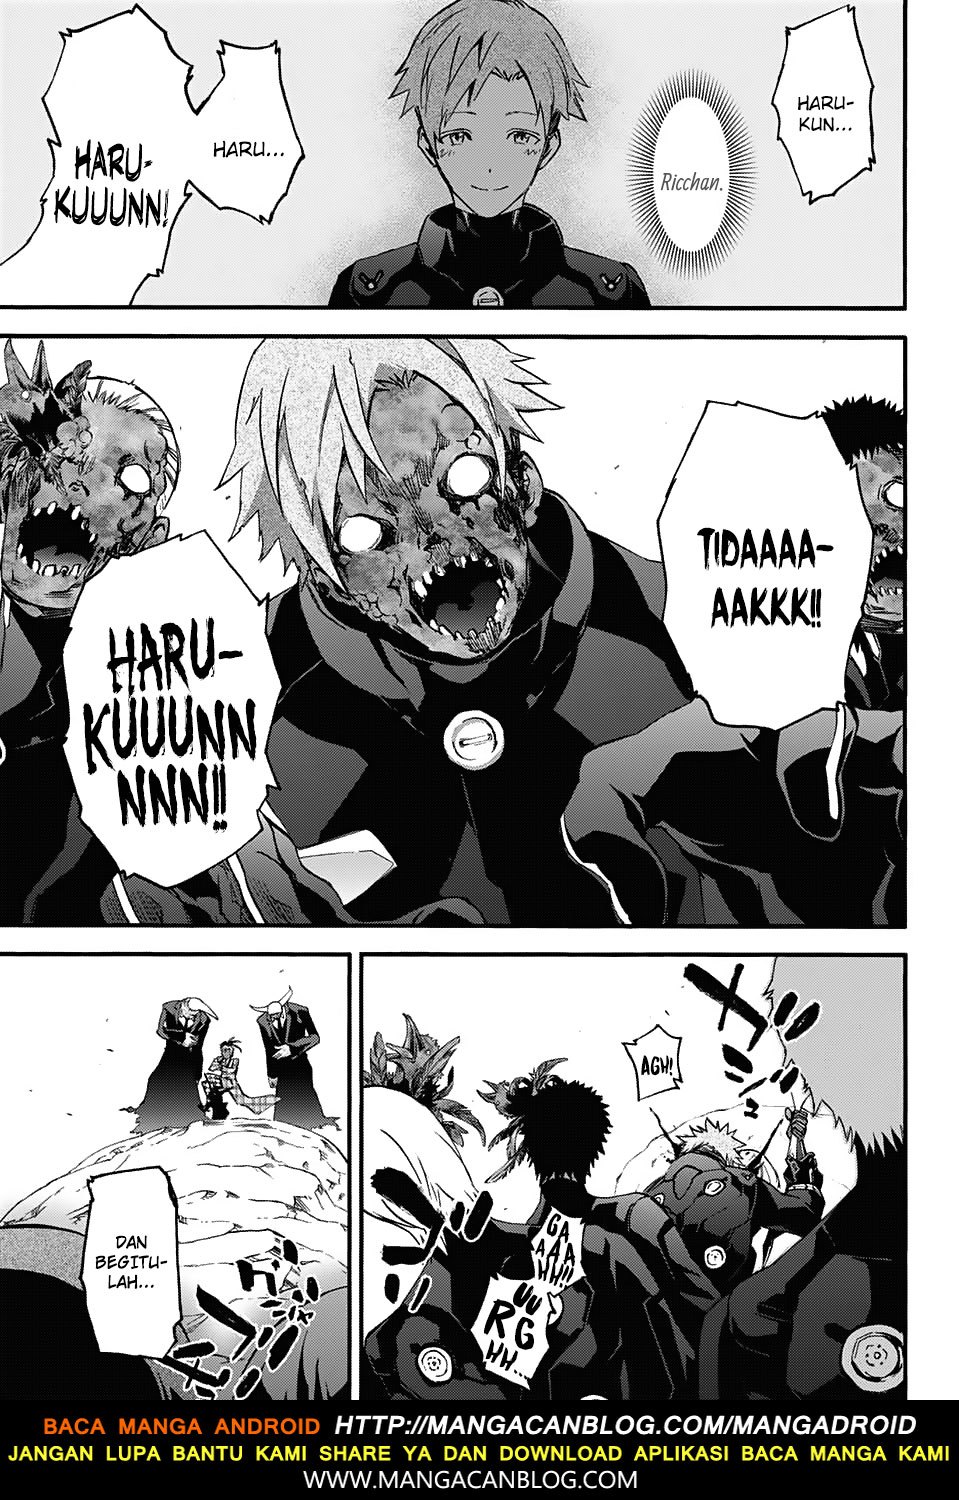 HARU-
KUN...
Ricchan.
HARU...
HARU-
KUUUNN!
TIDAAAA-
AAKKK!!
HARU-
KUUUNN
NNN!!
AGH!
GA
AAA
AHH!!
UU
RG
HH...
DAN
BEGITU-
LAH...
BACA MANGA ANDROID HTTP://MANGACANBLOG.COM/MANGADROID
JANGAN LUPA BANTU KAMI SHARE YA DAN DOWNLOAD APLIKASI BACA MANGA KAMI
WWW.MANGACANBLOG.COM